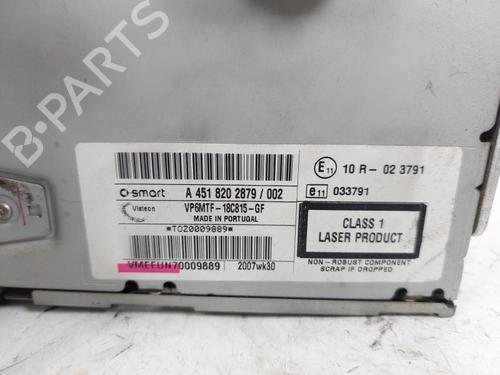 smart A 451 820 2879 / 002
Visteon VP6MTF-18C815-GF
MADE IN PORTUGAL
*TOZ0009889*
VMEEUN70009889 2007wk30
E11 10 R - 02 3791
e11 033791
CLASS 1
LASER PRODUCT
NON-ROBUST COMPONENT
SCRAP IF DROPPED
B-PARTS